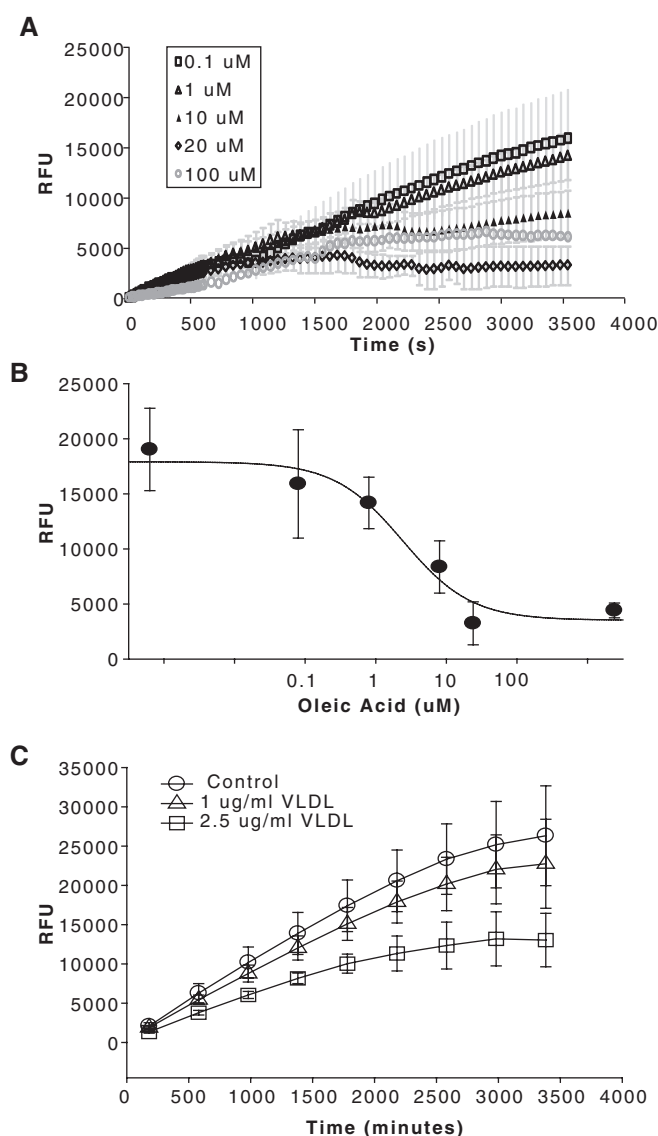 A
25000
20000
15000
10000
5000
0
RFU
0.1 uM
1 uM
10 uM
20 uM
100 uM
0 500 1000 1500 2000 2500 3000 3500 4000
Time (s)
B
25000
20000
15000
10000
5000
0
RFU
0.1 1 10 100
Oleic Acid (uM)
C
35000
30000
25000
20000
15000
10000
5000
0
RFU
Control
1 ug/ml VLDL
2.5 ug/ml VLDL
0 500 1000 1500 2000 2500 3000 3500 4000
Time (minutes)